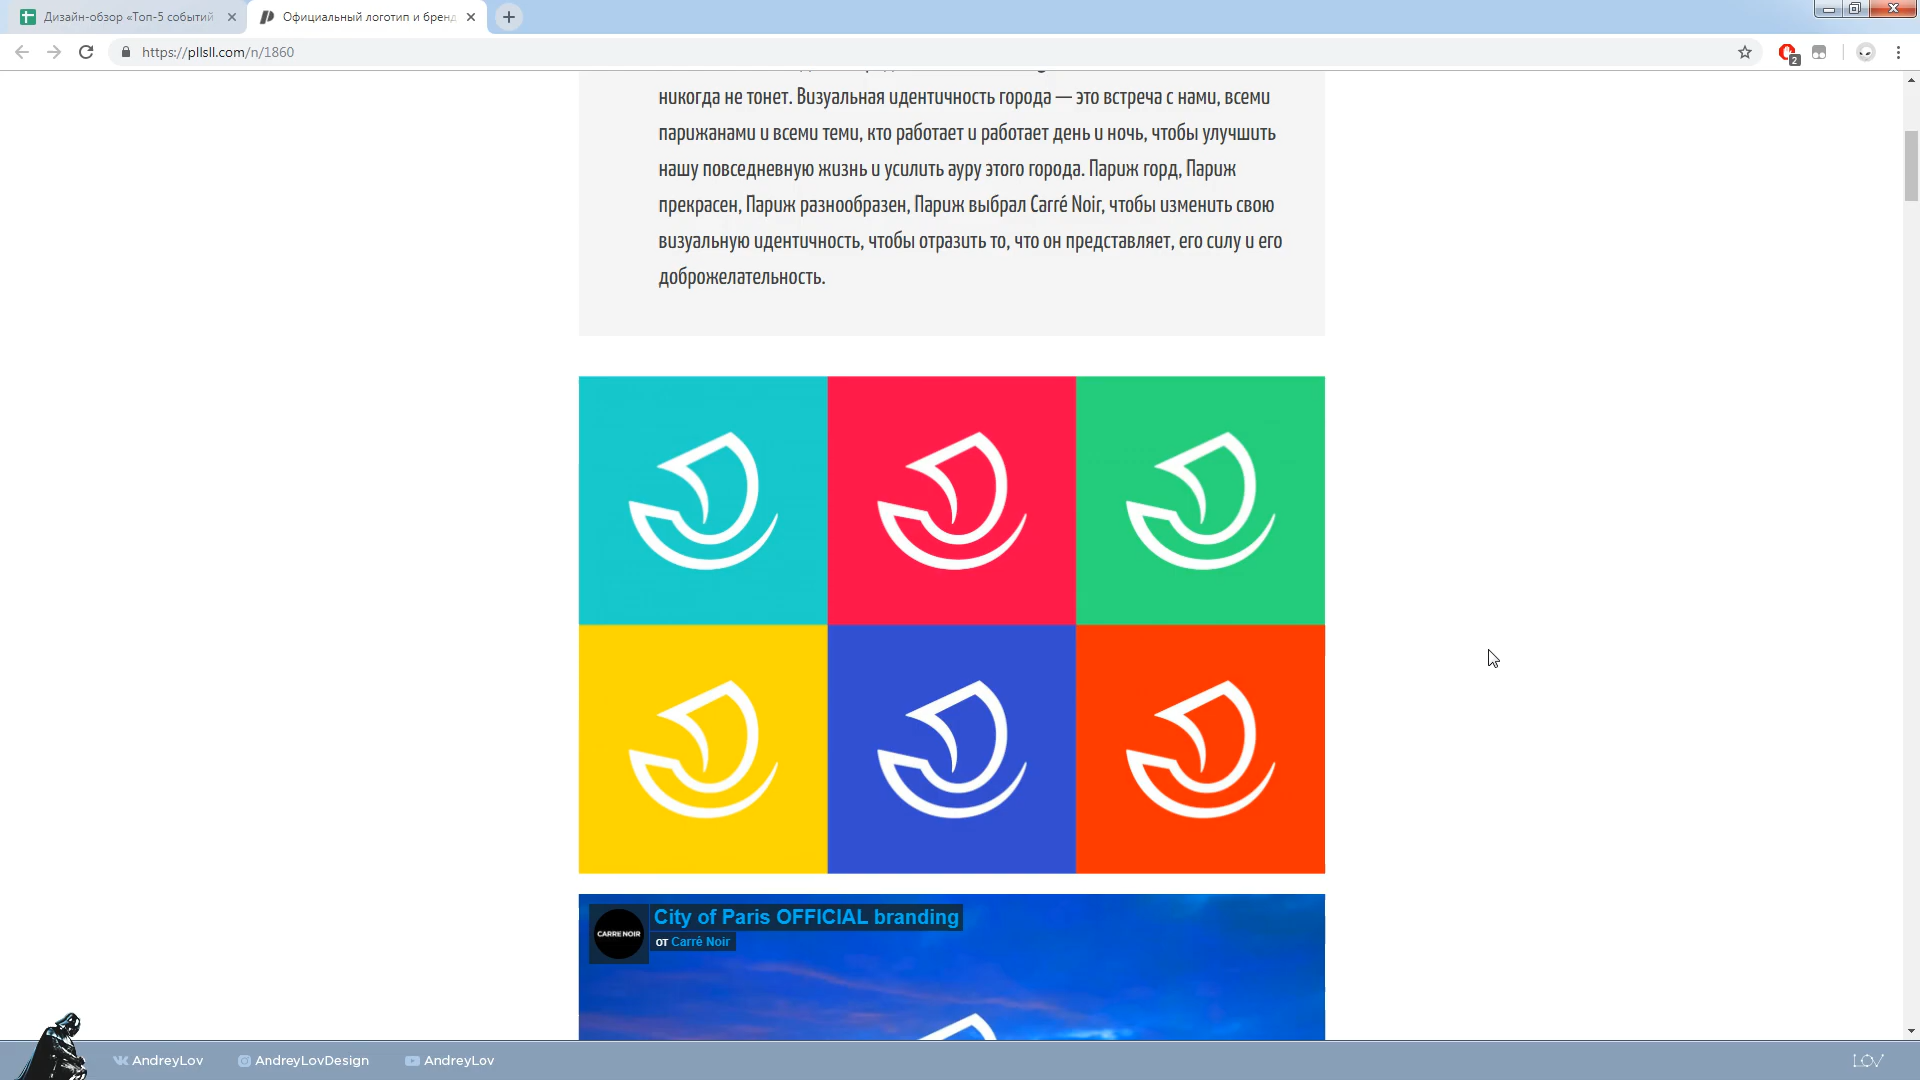 Дизайн-обзор «Топ-5 событий
Официальный логотип и бренд
https://pllsll.com/n/1860
2
никогда не тонет. Визуальная идентичность города — это встреча с нами, всеми
парижанами и всеми теми, кто работает и работает день и ночь, чтобы улучшить
нашу повседневную жизнь и усилить ауру этого города. Париж горд, Париж
прекрасен, Париж разнообразен, Париж выбрал Carré Noir, чтобы изменить свою
визуальную идентичность, чтобы отразить то, что он представляет, его силу и его
доброжелательность.
CARRE NOIR
City of Paris OFFICIAL branding
от Carré Noir
AndreyLov
AndreyLovDesign
AndreyLov
LOV